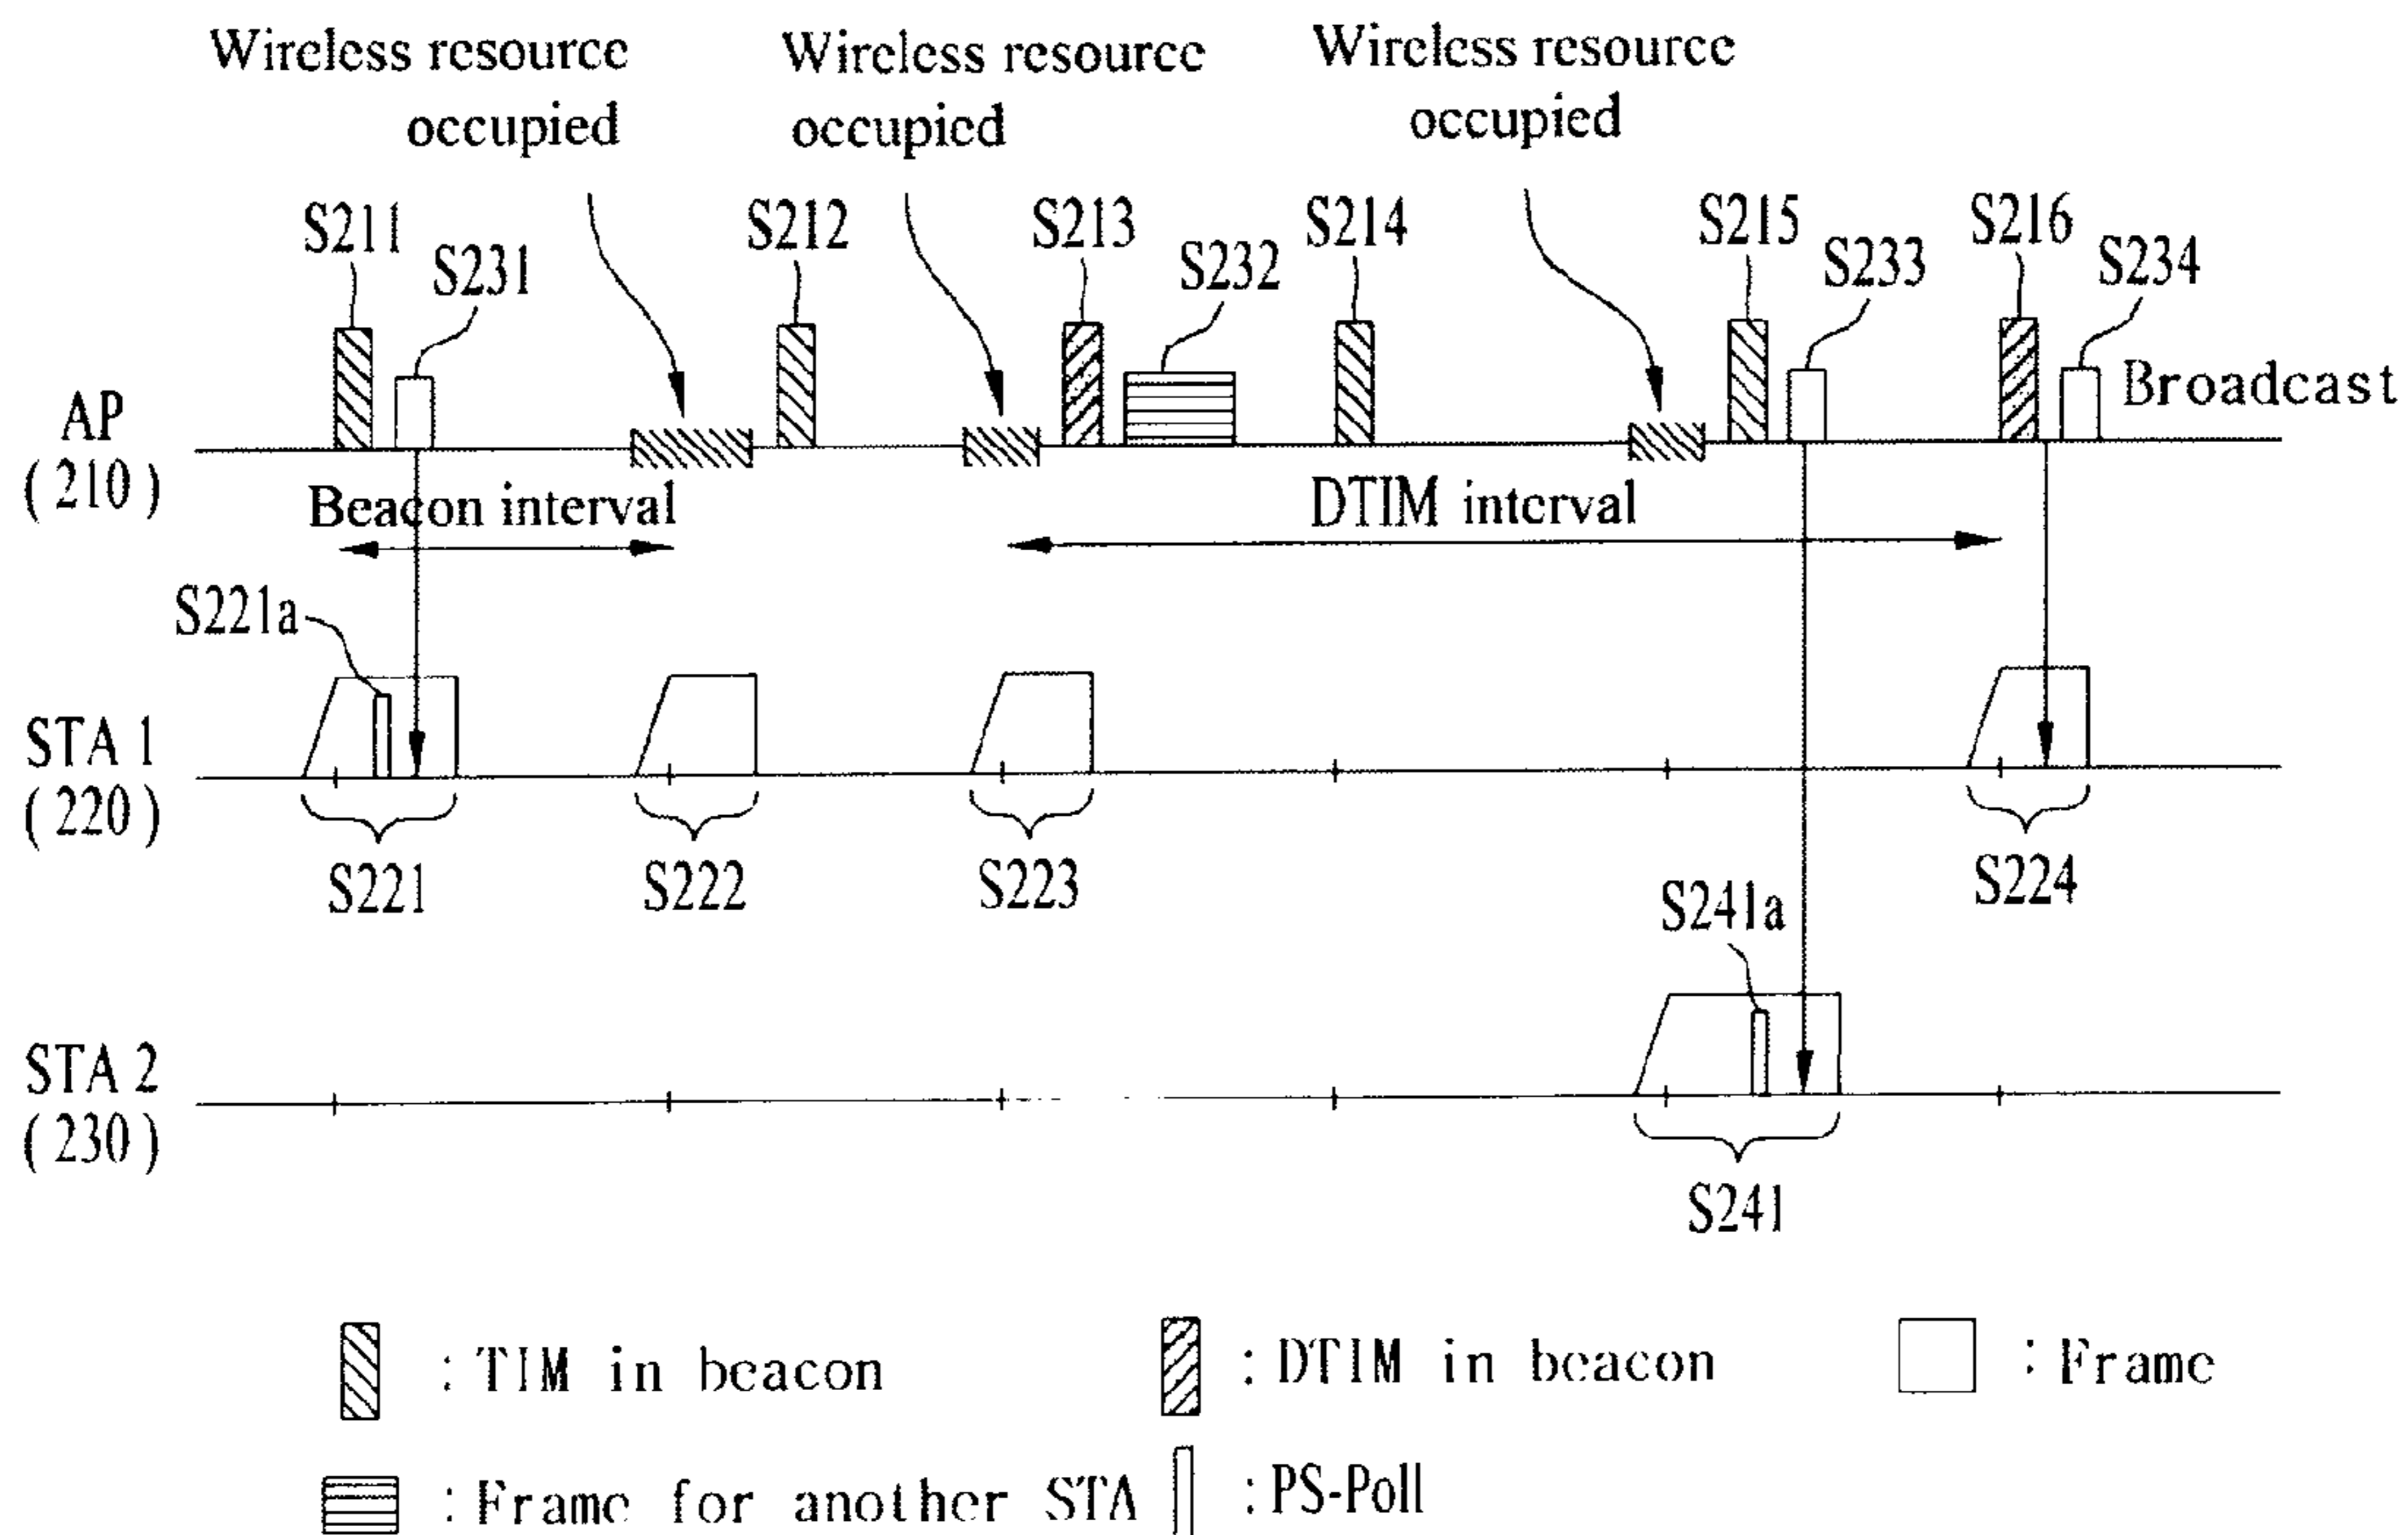 Wireless resource
occupied
Wireless resource
occupied
Wireless resource
occupied
S211
S231
S212
S213
S232
S214
S215
S233
S216
S234
Broadcast
AP
(210)
Beacon interval
DTIM interval
S221a
STA 1
(220)
S221
S222
S223
S224
S241a
STA 2
(230)
S241
: TIM in beacon
: DTIM in beacon
: Frame
: Frame for another STA
: PS-Poll